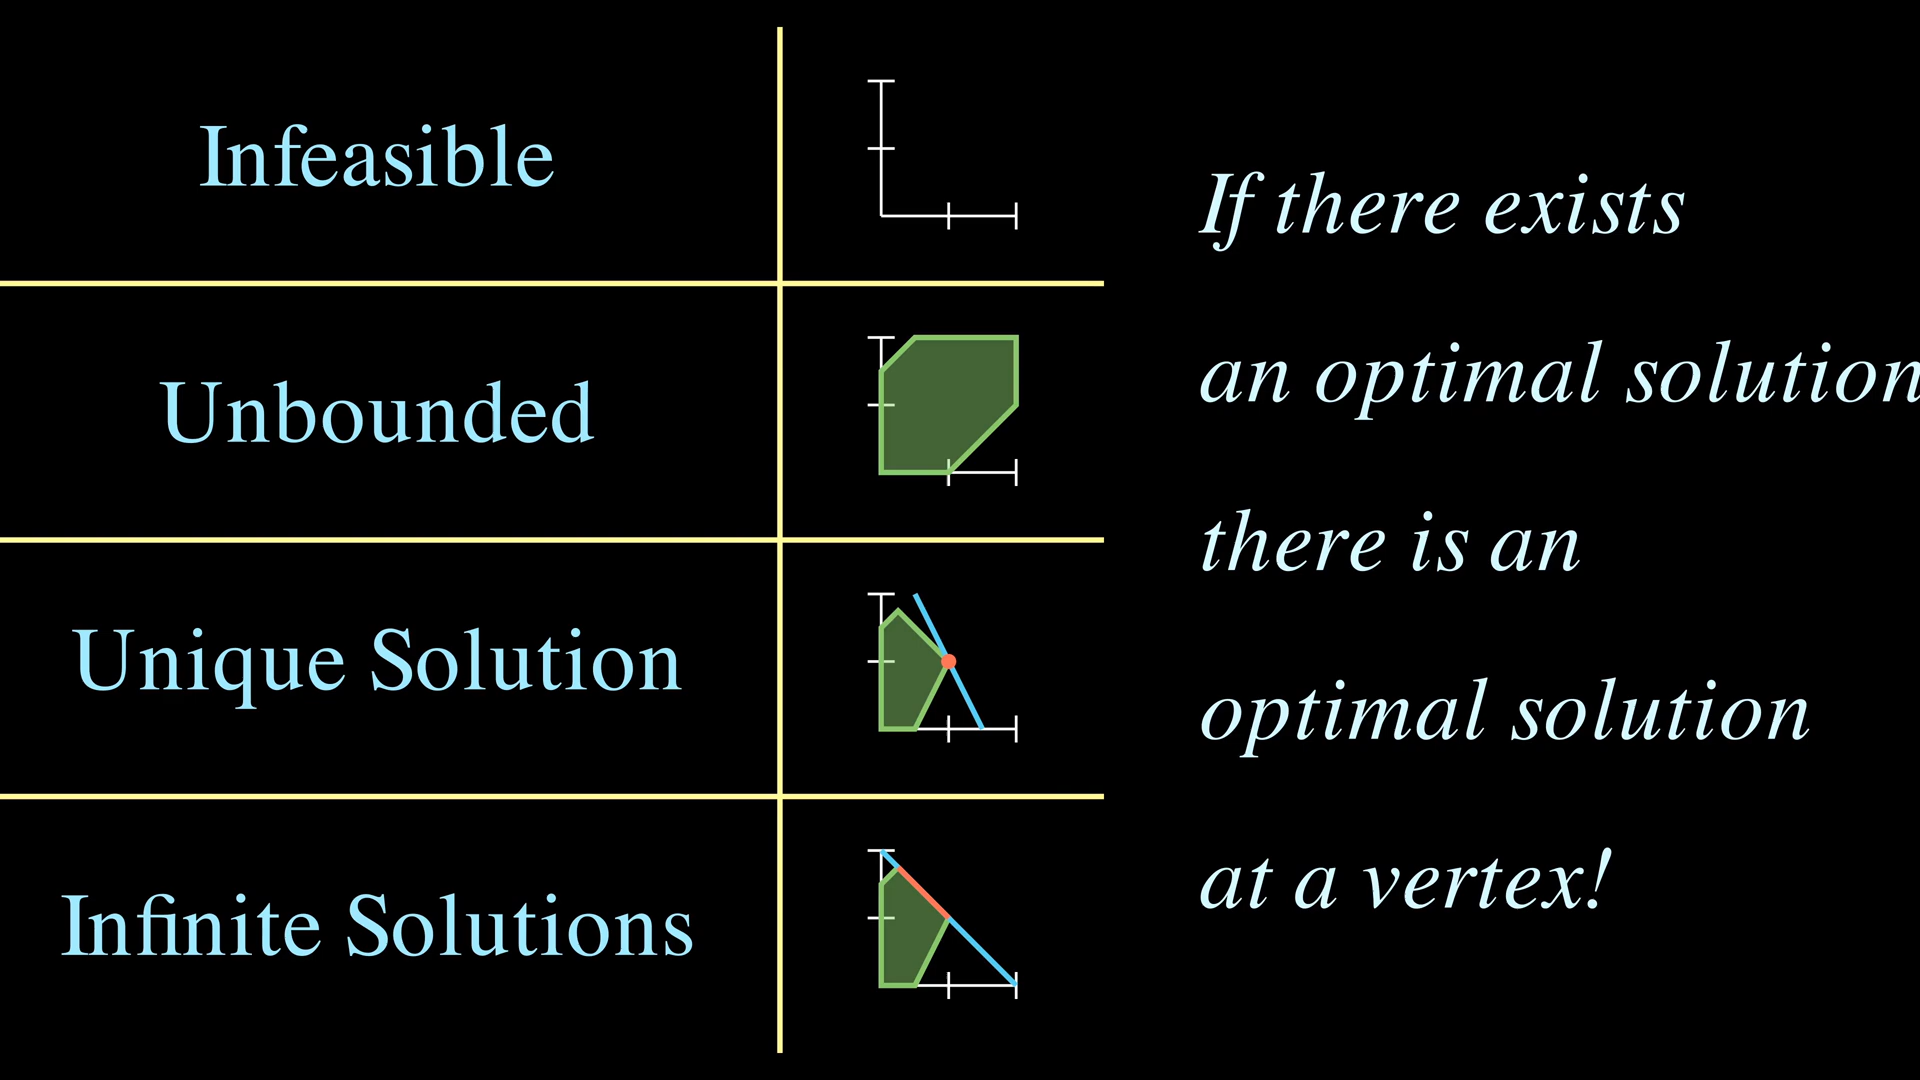 Infeasible
Unbounded
Unique Solution
Infinite Solutions
If there exists
an optimal solution
there is an
optimal solution
at a vertex!